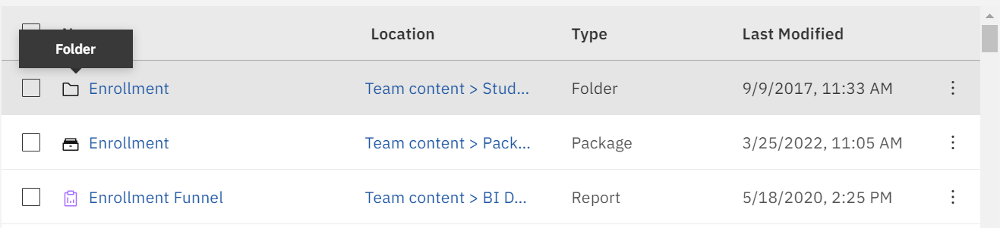 Location Type Last Modified
Folder
Enrollment Team content > Stud... Folder 9/9/2017, 11:33 AM
Enrollment Team content > Pack... Package 3/25/2022, 11:05 AM
Enrollment Funnel Team content > BI D... Report 5/18/2020, 2:25 PM